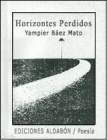 Horizontes Perdidos
Yampier Báez Mato
EDICIONES ALDABÓN / Poesía